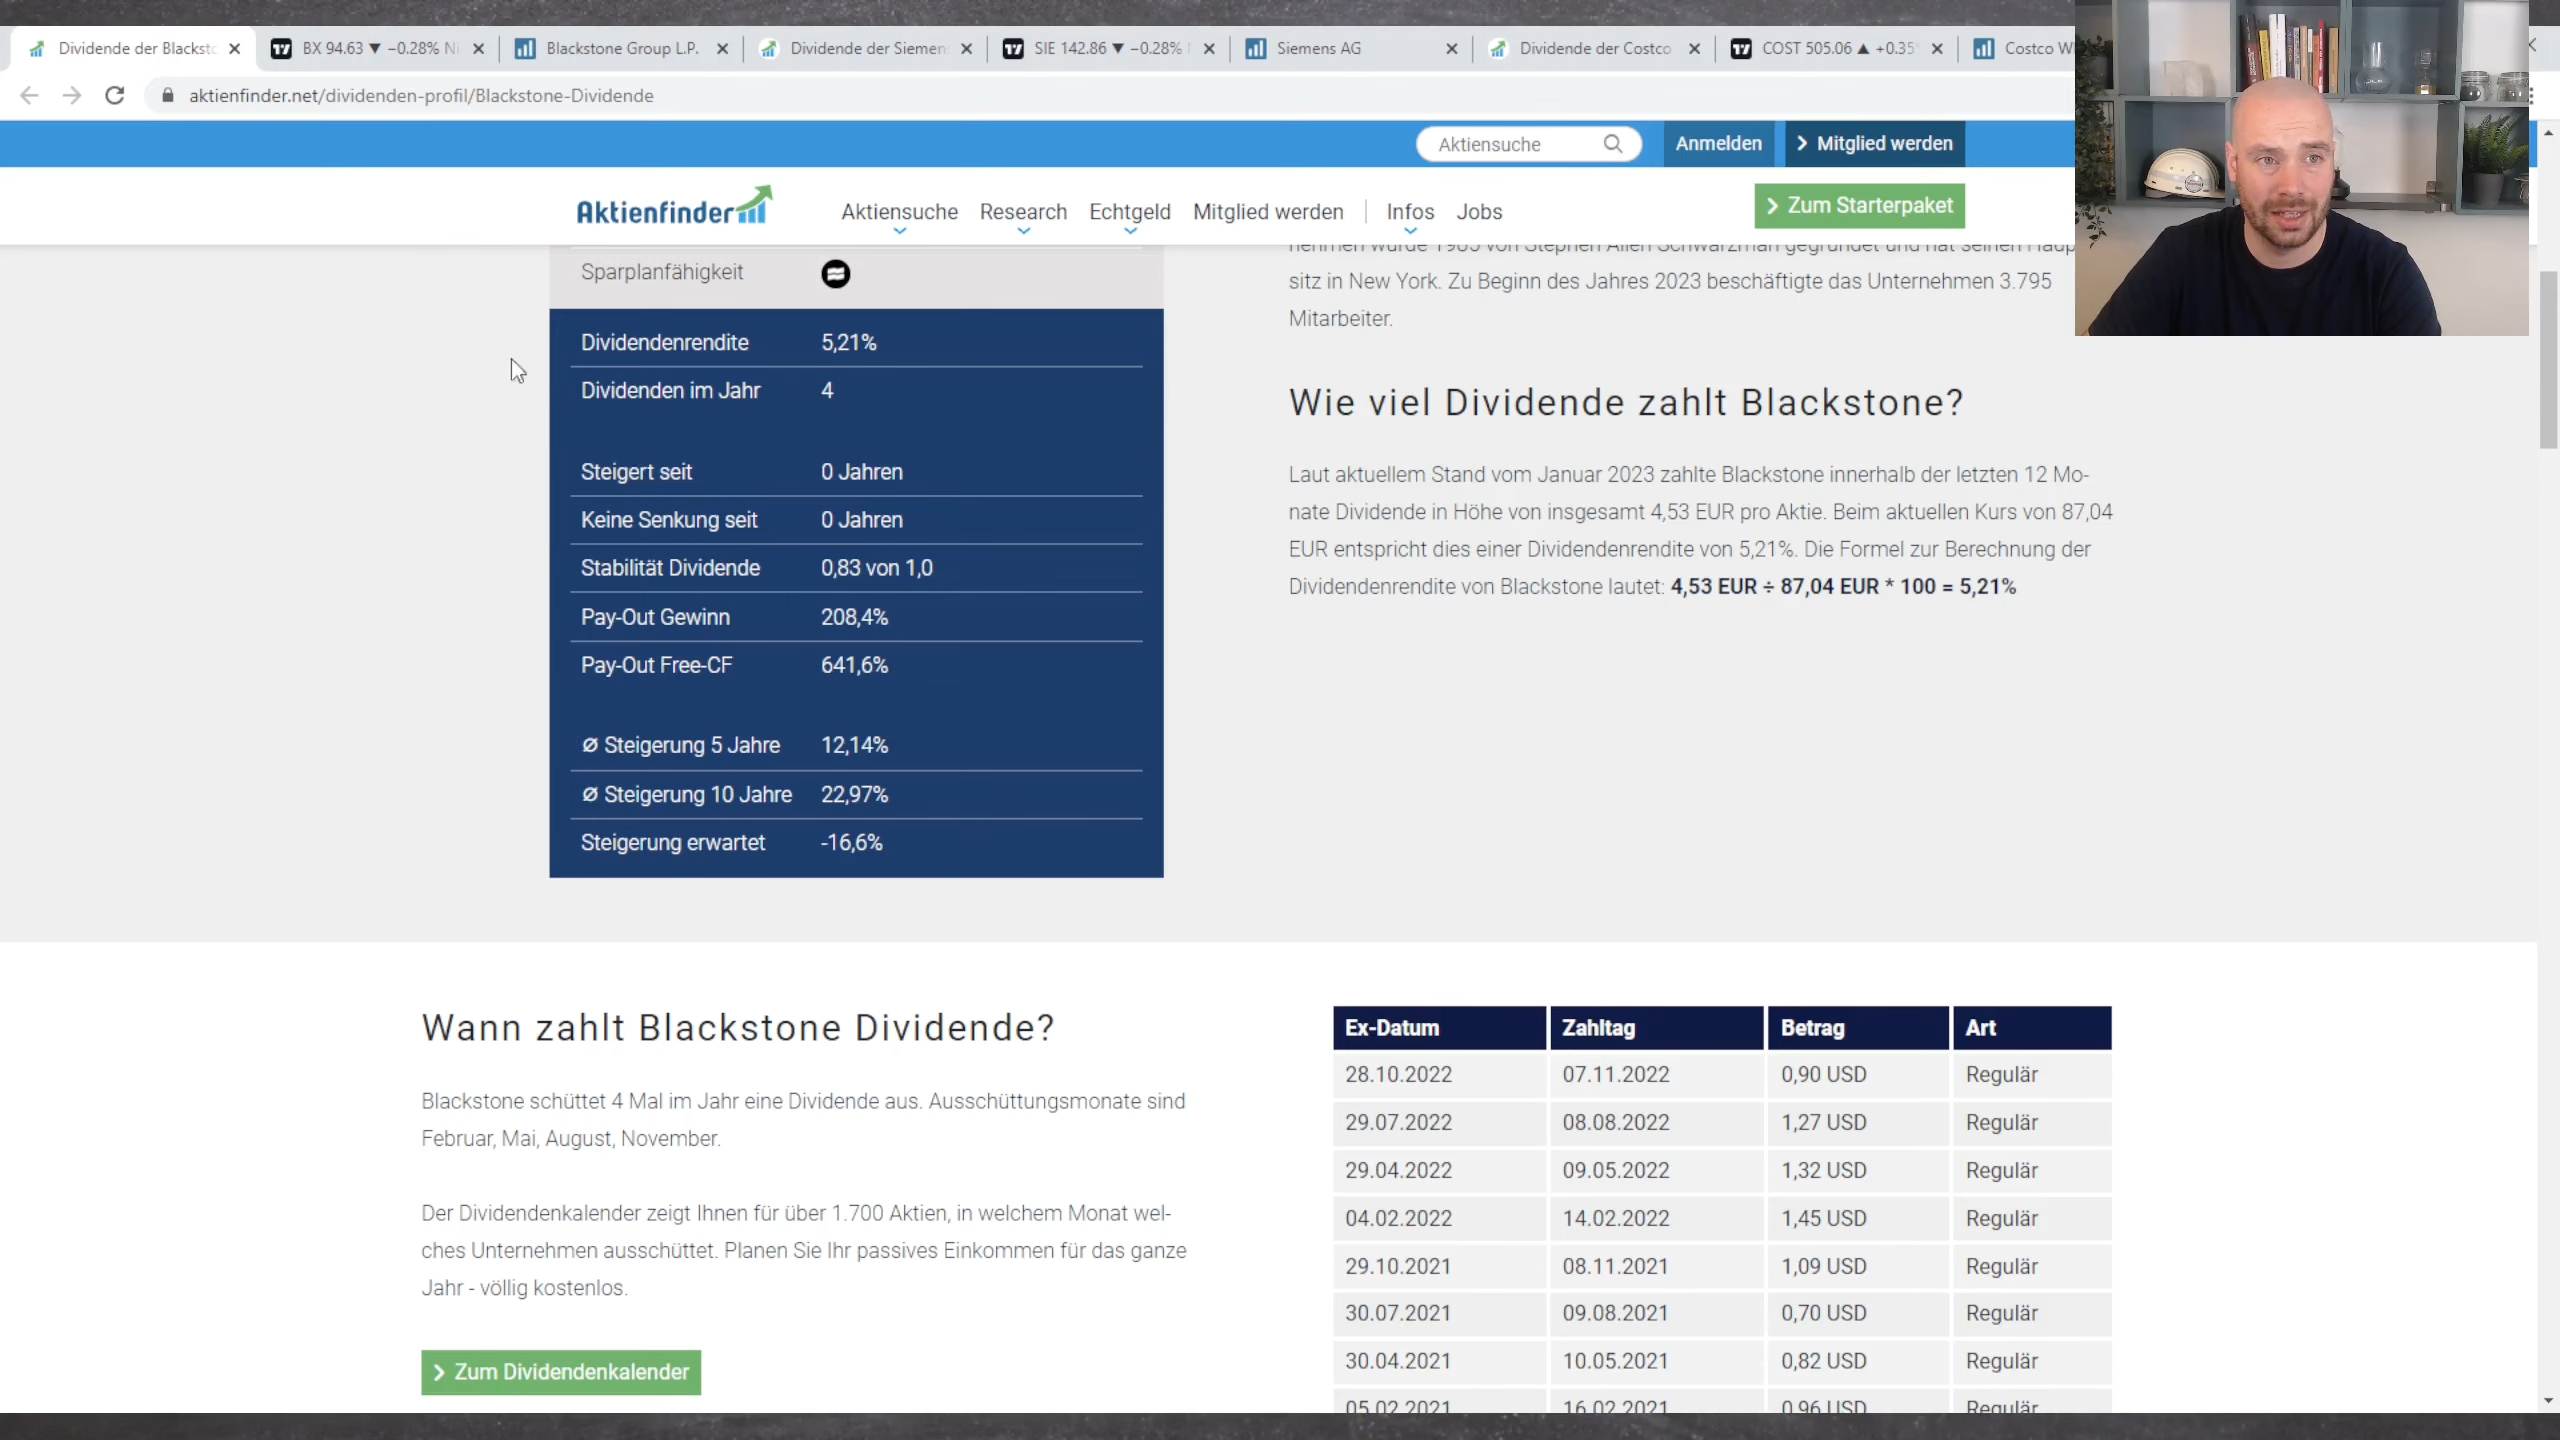 Dividende der Blacksto
BX 94.63 ▼ −0.28% Ni
Blackstone Group L.P.
Dividende der Siemen
SIE 142.86 ▼ −0.28%
Siemens AG
Dividende der Costco
COST 505.06 ▲ +0.35
Costco W
aktienfinder.net/dividenden-profil/Blackstone-Dividende
Aktiensuche
Anmelden
Mitglied werden
Aktienfinder
Aktiensuche Research Echtgeld Mitglied werden Infos Jobs
Zum Starterpaket
nehmen wurde 1985 von Stephen Allen Schwarzman gegründet und hat seinen Haup
sitz in New York. Zu Beginn des Jahres 2023 beschäftigte das Unternehmen 3.795
Mitarbeiter.
Sparplanfähigkeit
Dividendenrendite 5,21%
Dividenden im Jahr 4
Steigert seit 0 Jahren
Keine Senkung seit 0 Jahren
Stabilität Dividende 0,83 von 1,0
Pay-Out Gewinn 208,4%
Pay-Out Free-CF 641,6%
Ø Steigerung 5 Jahre 12,14%
Ø Steigerung 10 Jahre 22,97%
Steigerung erwartet -16,6%
Wie viel Dividende zahlt Blackstone?
Laut aktuellem Stand vom Januar 2023 zahlte Blackstone innerhalb der letzten 12 Mo-
nate Dividende in Höhe von insgesamt 4,53 EUR pro Aktie. Beim aktuellen Kurs von 87,04
EUR entspricht dies einer Dividendenrendite von 5,21%. Die Formel zur Berechnung der
Dividendenrendite von Blackstone lautet: 4,53 EUR ÷ 87,04 EUR * 100 = 5,21%
Wann zahlt Blackstone Dividende?
Blackstone schüttet 4 Mal im Jahr eine Dividende aus. Ausschüttungsmonate sind
Februar, Mai, August, November.
Der Dividendenkalender zeigt Ihnen für über 1.700 Aktien, in welchem Monat wel-
ches Unternehmen ausschüttet. Planen Sie Ihr passives Einkommen für das ganze
Jahr - völlig kostenlos.
Zum Dividendenkalender
Ex-Datum Zahltag Betrag Art
28.10.2022 07.11.2022 0,90 USD Regulär
29.07.2022 08.08.2022 1,27 USD Regulär
29.04.2022 09.05.2022 1,32 USD Regulär
04.02.2022 14.02.2022 1,45 USD Regulär
29.10.2021 08.11.2021 1,09 USD Regulär
30.07.2021 09.08.2021 0,70 USD Regulär
30.04.2021 10.05.2021 0,82 USD Regulär
05.02.2021 16.02.2021 0,96 USD Regulär